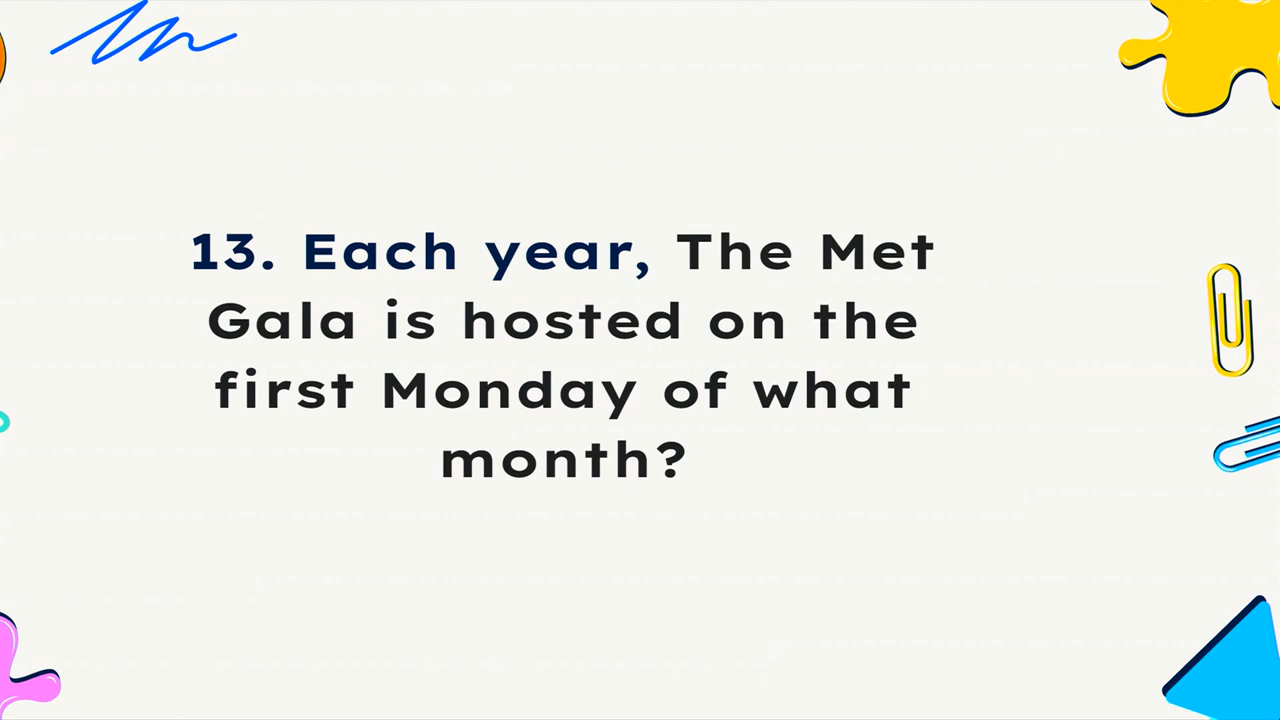 13. Each year, The Met
Gala is hosted on the
first Monday of what
month?